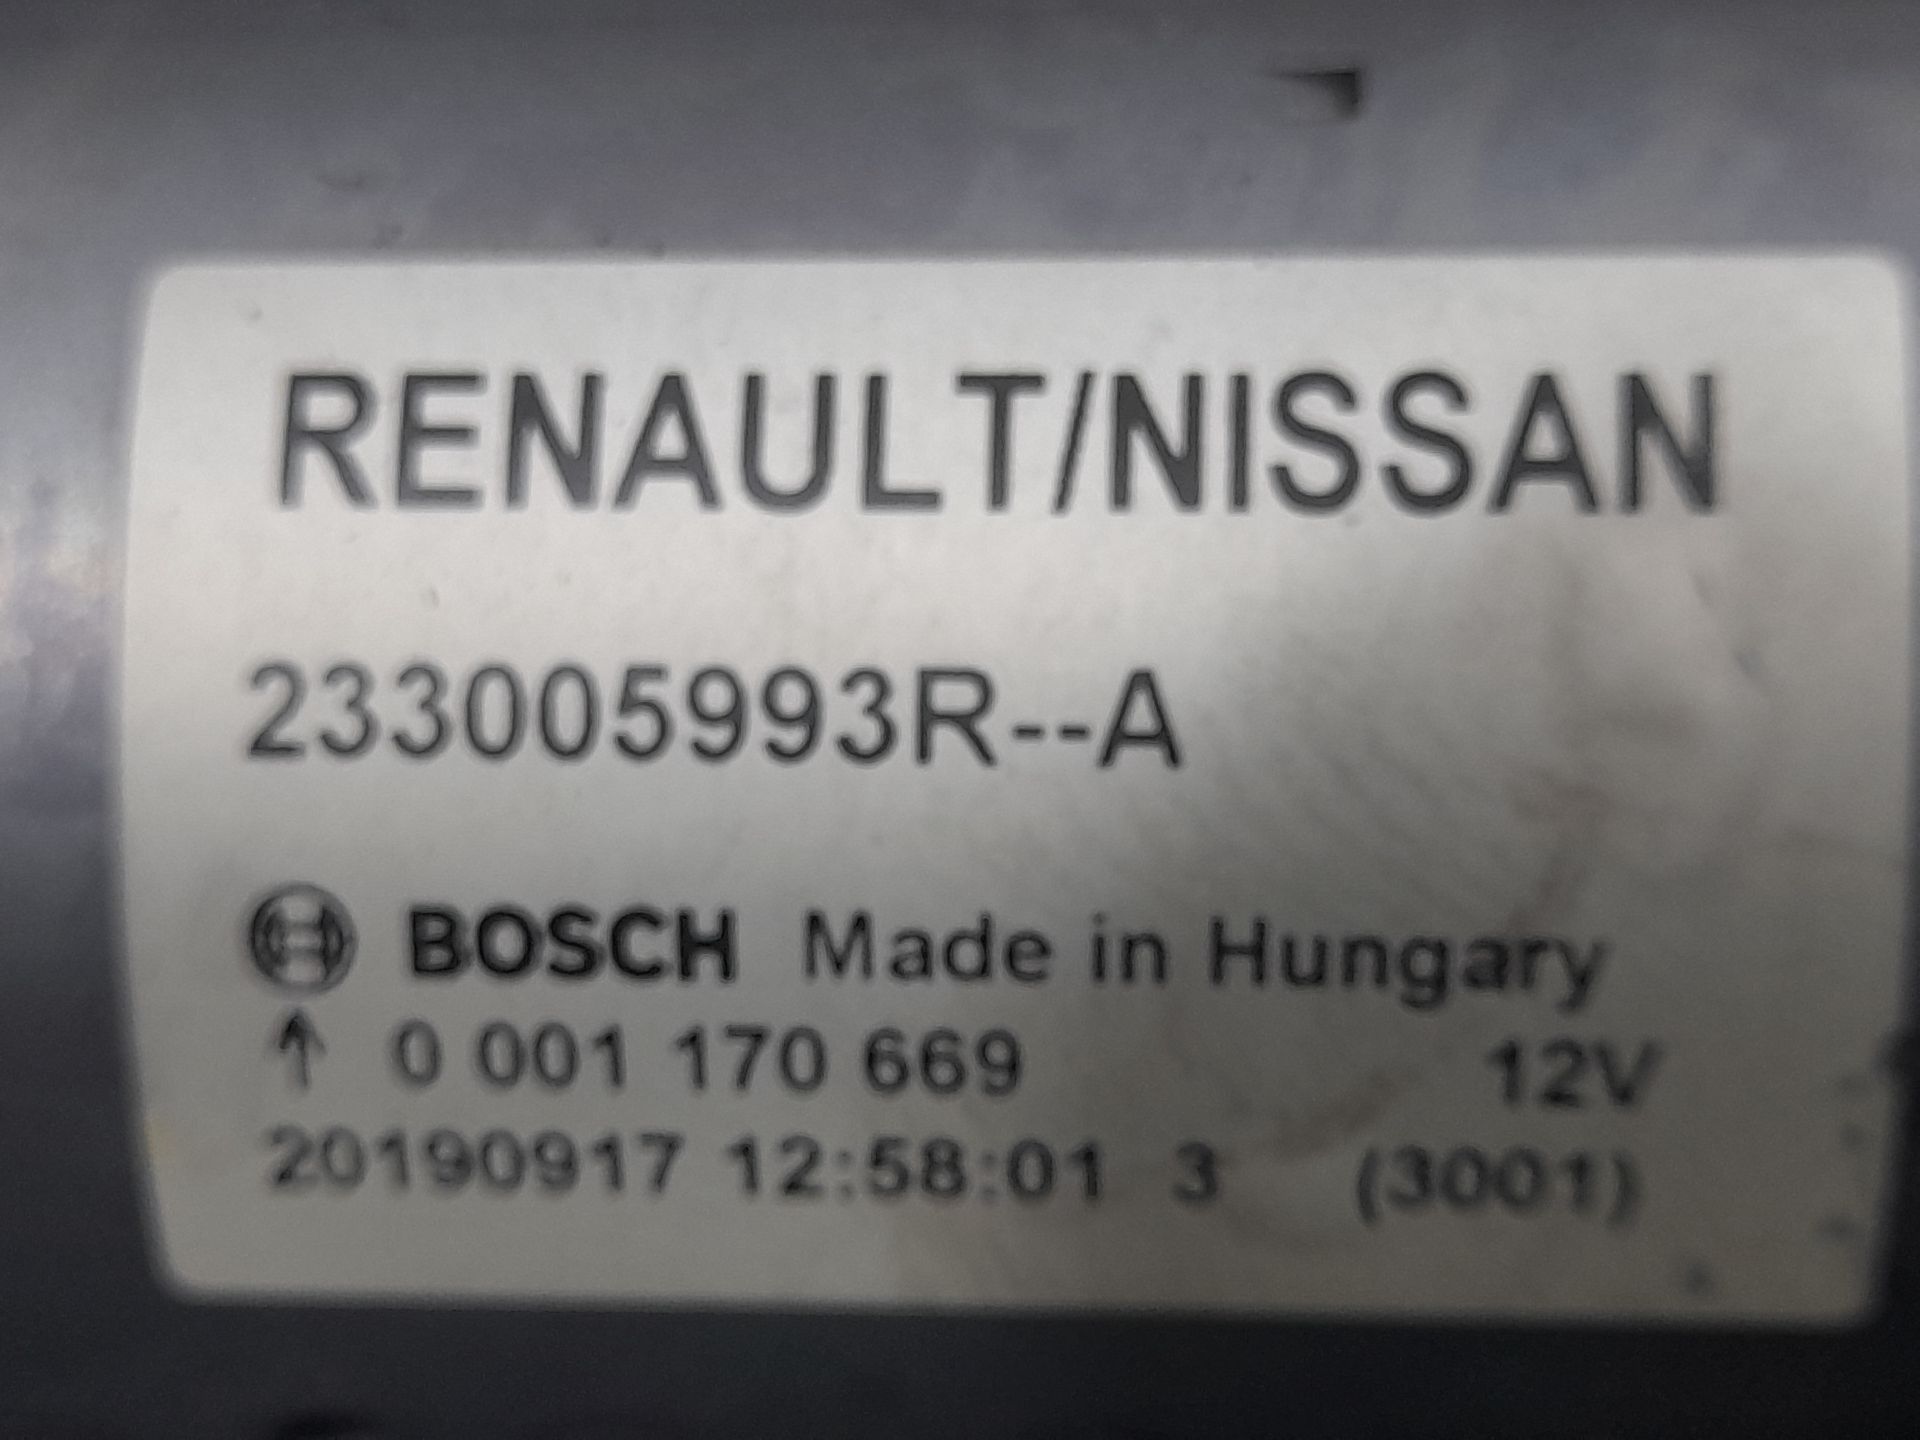 RENAULT/NISSAN
233005993R--A
BOSCH Made in Hungary
↑ 0 001 170 669 12V
20190917 12:58:01 3 (3001)